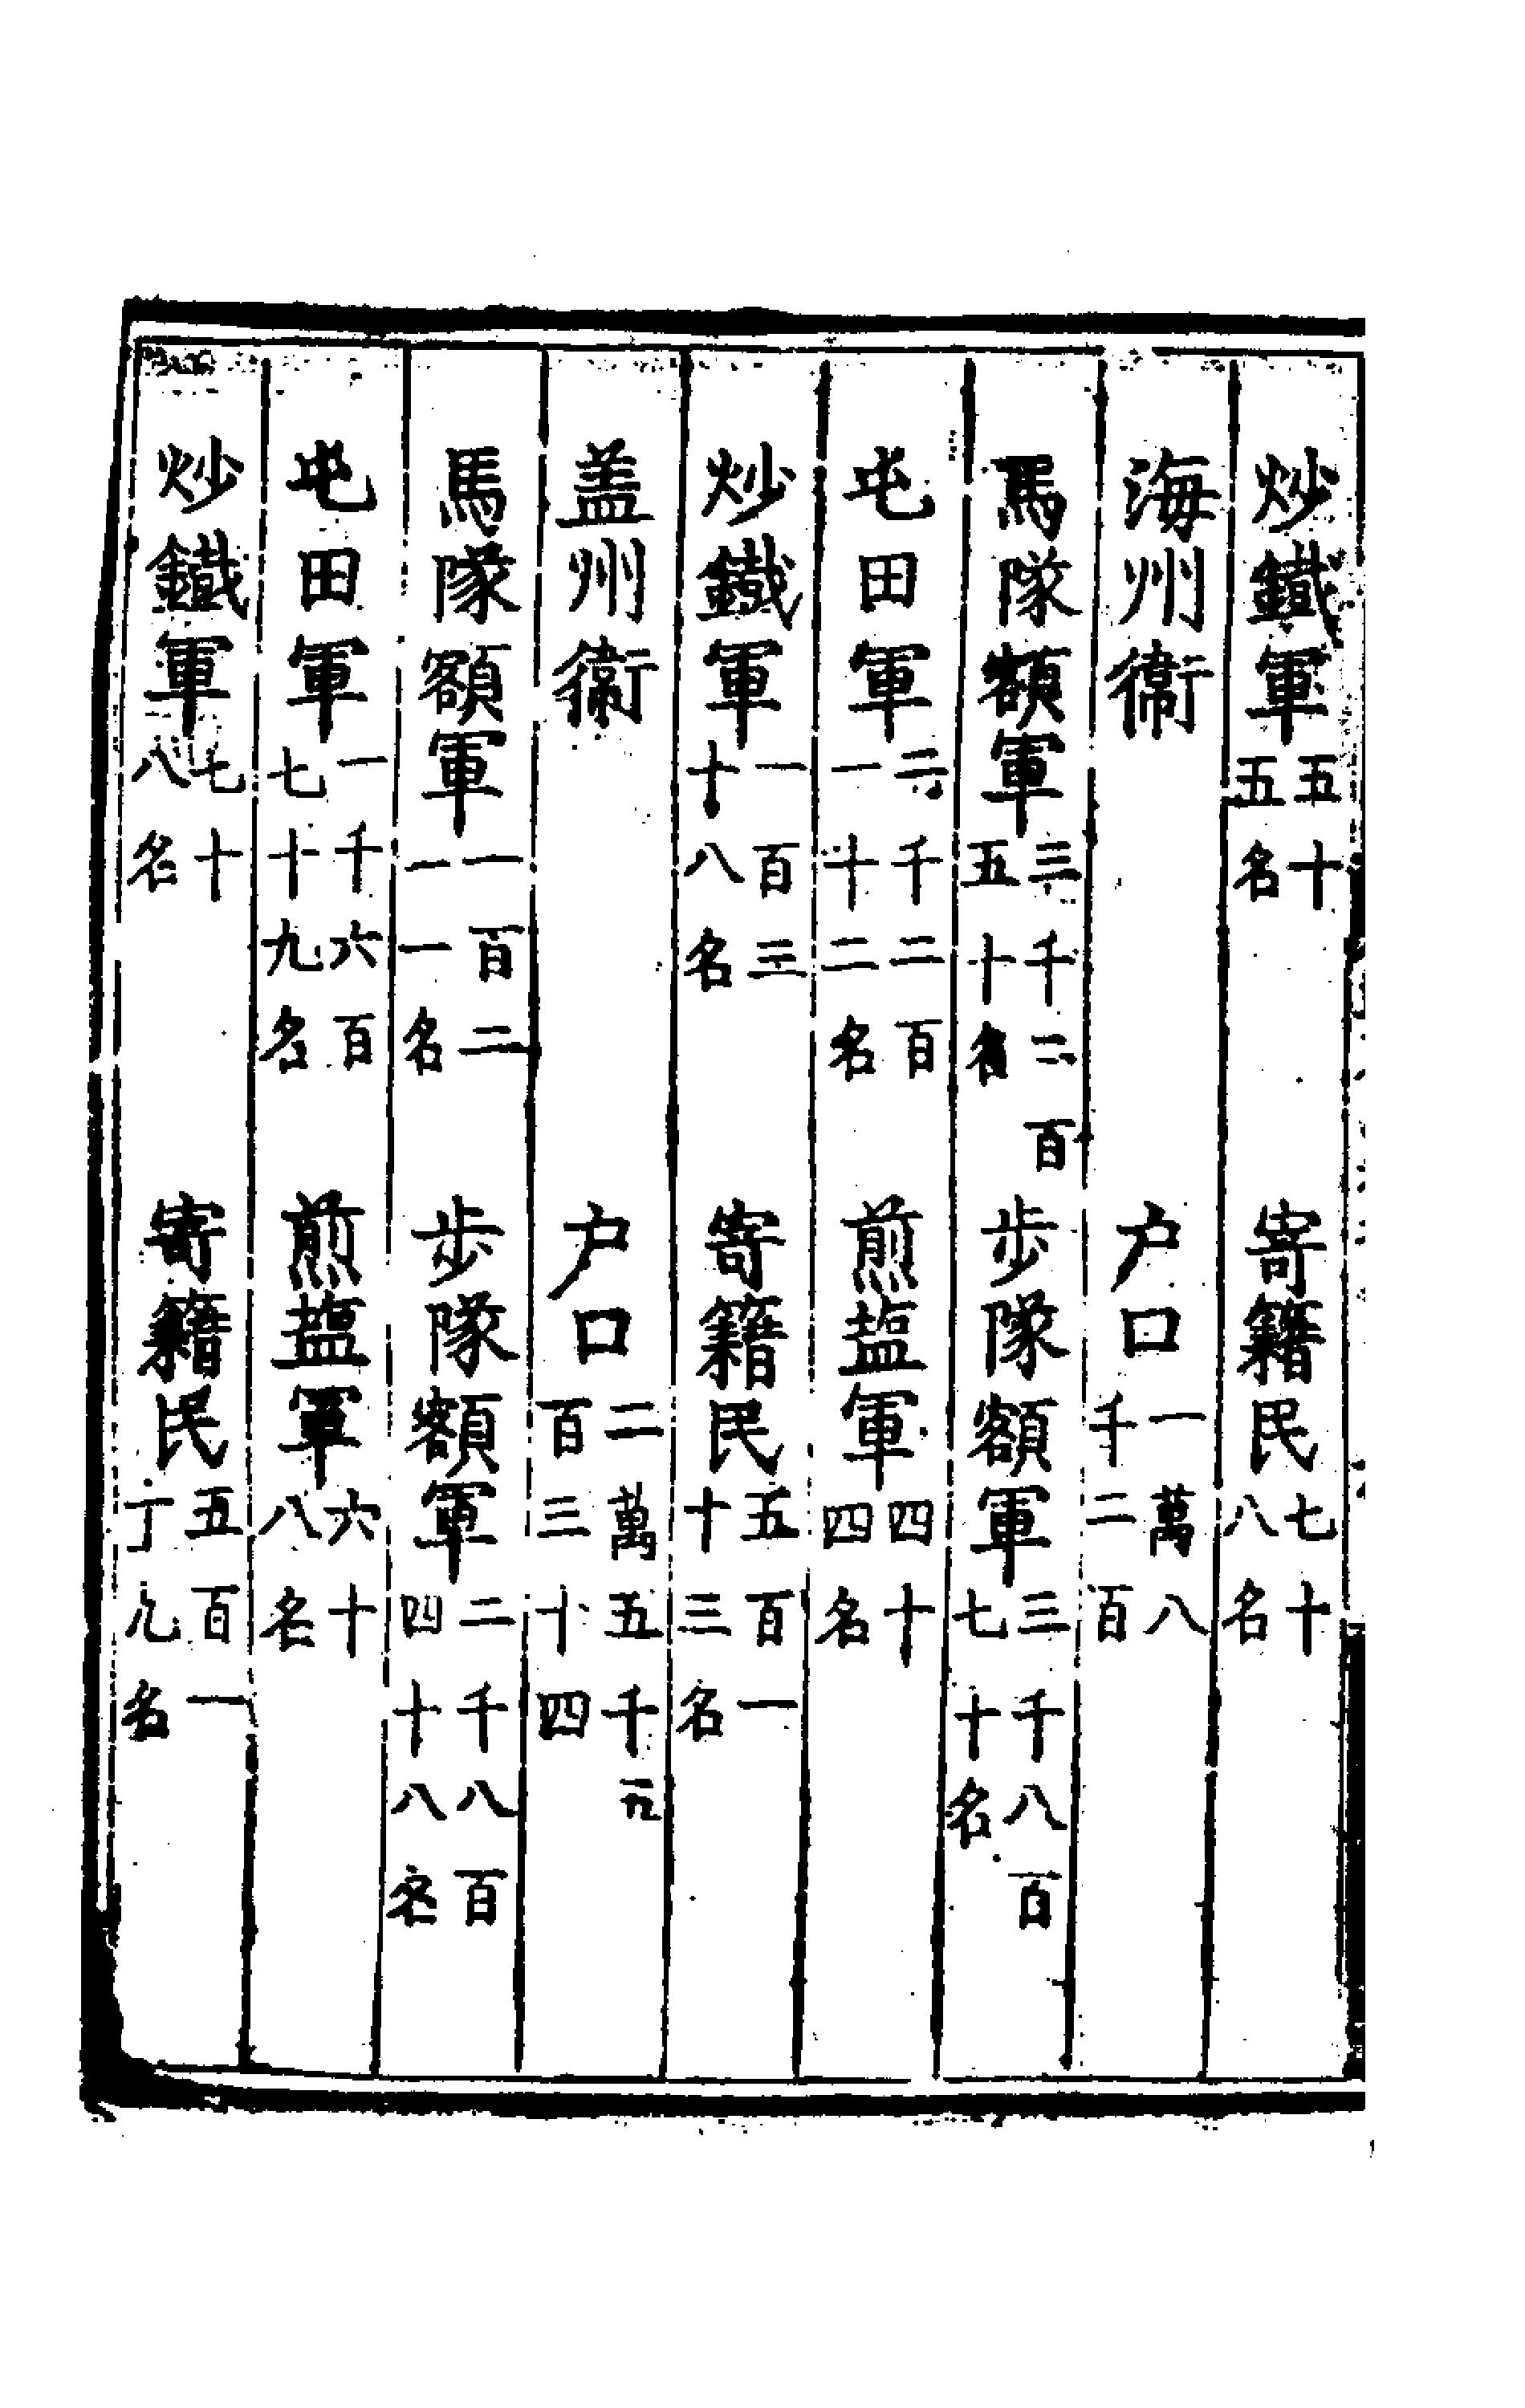 炒鐵軍五十五名 寄籍民七十八名
海州衞 户口一萬八千二百
馬隊額軍三千二百五十名 步隊額軍三千八百七十名
屯田軍二千二百一十二名 煎塩軍四十四名
炒鐵軍一百三十八名 寄籍民五百一十三名
盖州衞 户口二萬五千九百三十四
馬隊額軍一百二一一名 步隊額軍二千八百四十八名
屯田軍一千六百七十九名 煎塩軍六十八名
炒鐵軍七十八名 寄籍民五百一丁九名